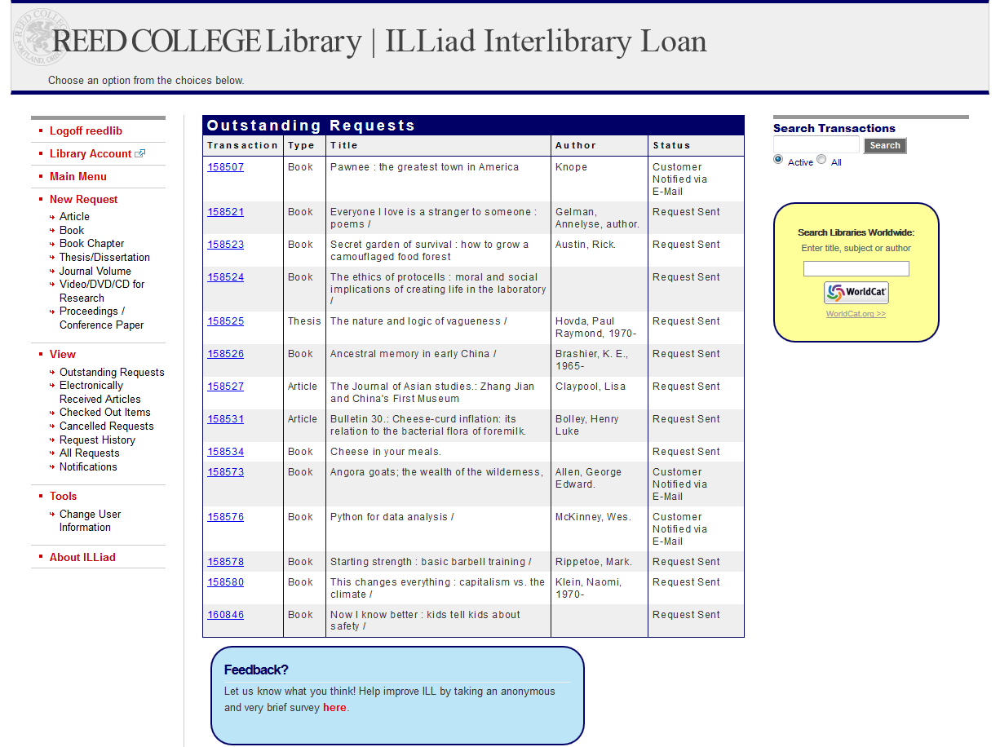 REED COLLEGE Library | ILLiad Interlibrary Loan
Choose an option from the choices below.
Logoff reedlib
Library Account
Main Menu
New Request
Article
Book
Book Chapter
Thesis/Dissertation
Journal Volume
Video/DVD/CD for
Research
Proceedings /
Conference Paper
View
Outstanding Requests
Electronically
Received Articles
Checked Out Items
Cancelled Requests
Request History
All Requests
Notifications
Tools
Change User
Information
About ILLiad
Outstanding Requests
Transaction Type Title Author Status
158507 Book Pawnee : the greatest town in America Knope Customer
Notified via
E-Mail
158521 Book Everyone I love is a stranger to someone : Gelman, Request Sent
poems / Annelyse, author.
158523 Book Secret garden of survival : how to grow a Austin, Rick. Request Sent
camouflaged food forest
158524 Book The ethics of protocells : moral and social Request Sent
implications of creating life in the laboratory
/
158525 Thesis The nature and logic of vagueness / Hovda, Paul Request Sent
Raymond, 1970-
158526 Book Ancestral memory in early China / Brashier, K. E., Request Sent
1965-
158527 Article The Journal of Asian studies.: Zhang Jian Claypool, Lisa Request Sent
and China's First Museum
158531 Article Bulletin 30.: Cheese-curd inflation: its Bolley, Henry Request Sent
relation to the bacterial flora of foremilk. Luke
158534 Book Cheese in your meals. Request Sent
158573 Book Angora goats; the wealth of the wilderness, Allen, George Customer
Edward. Notified via
E-Mail
158576 Book Python for data analysis / McKinney, Wes. Customer
Notified via
E-Mail
158578 Book Starting strength : basic barbell training / Rippetoe, Mark. Request Sent
158580 Book This changes everything : capitalism vs. the Klein, Naomi, Request Sent
climate / 1970-
160846 Book Now I know better : kids tell kids about Request Sent
safety /
Feedback?
Let us know what you think! Help improve ILL by taking an anonymous
and very brief survey here.
Search Transactions
Search
Active All
Search Libraries Worldwide:
Enter title, subject or author
WorldCat
WorldCat.org >>